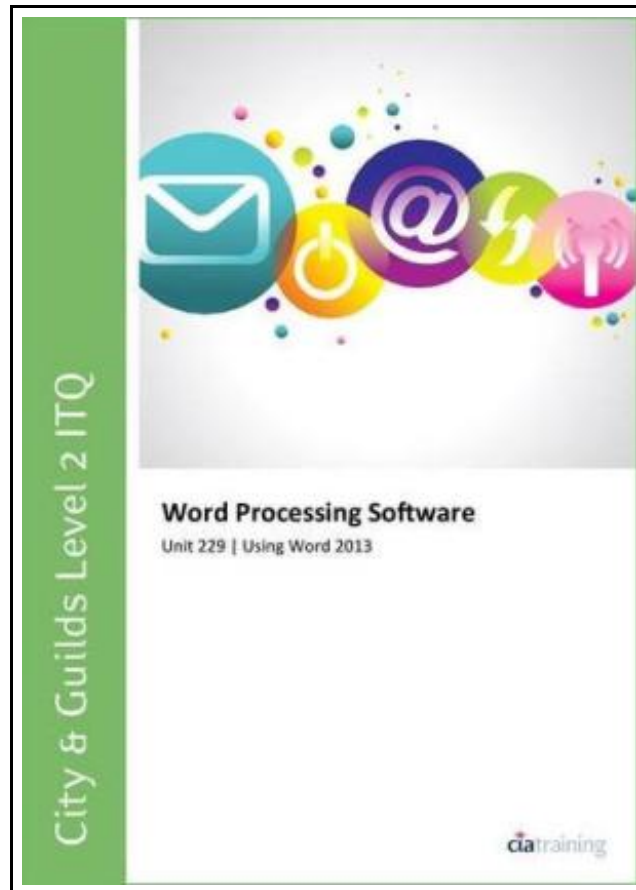 City & Guilds Level 2 ITQ
@
Word Processing Software
Unit 229 | Using Word 2013
ciatraining